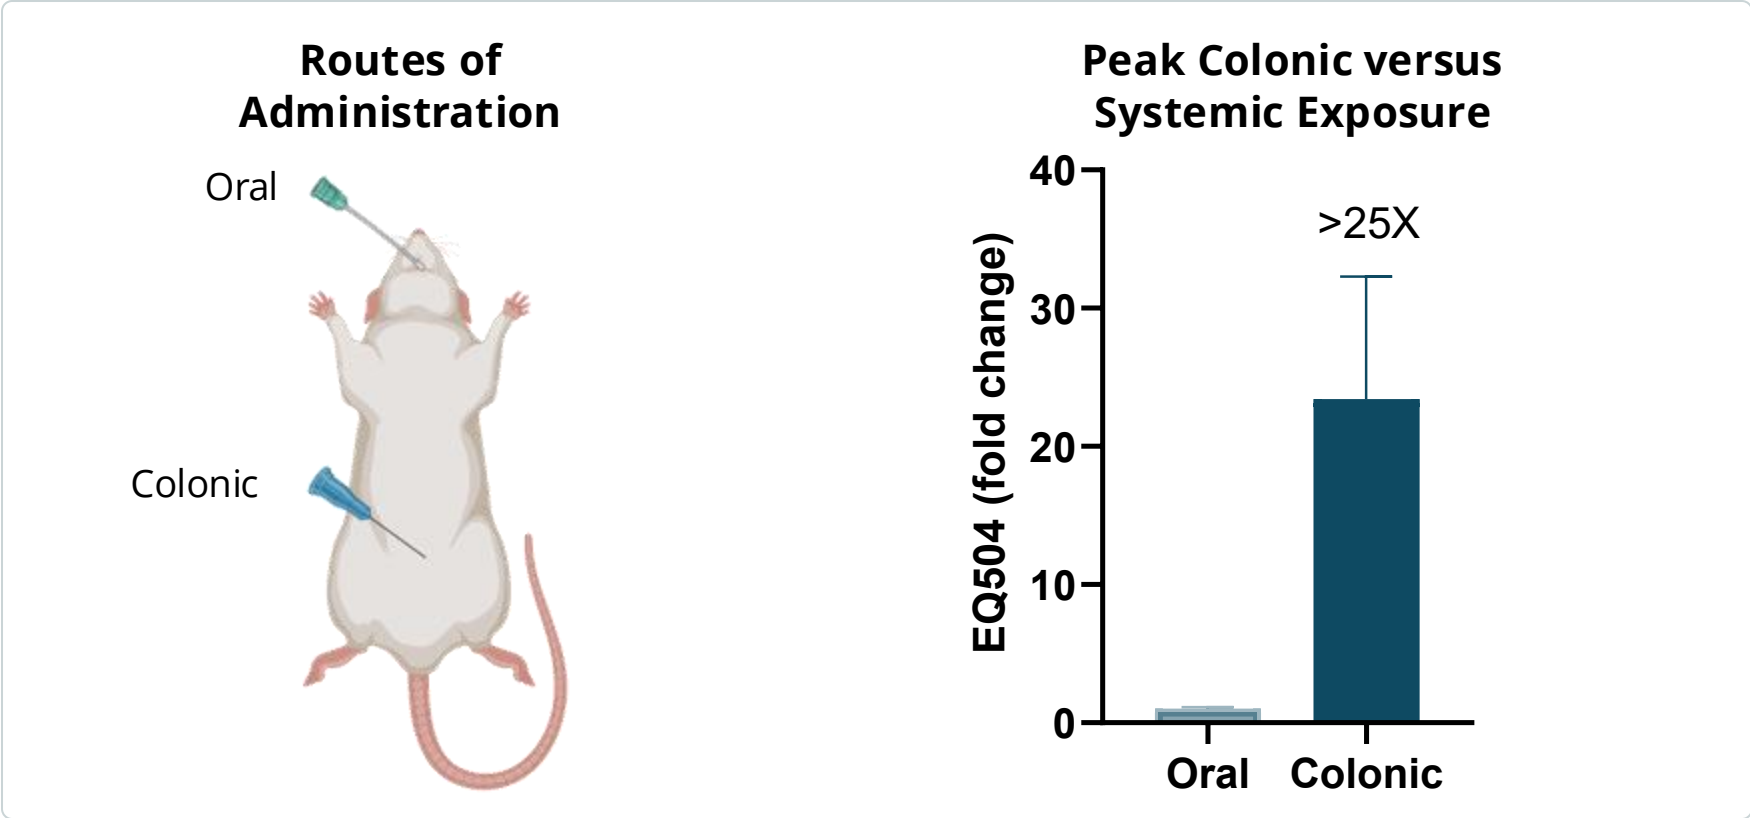 Routes of
Administration
Oral
Colonic
Peak Colonic versus
Systemic Exposure
EQ504 (fold change)
40
30
20
10
0
>25X
Oral
Colonic